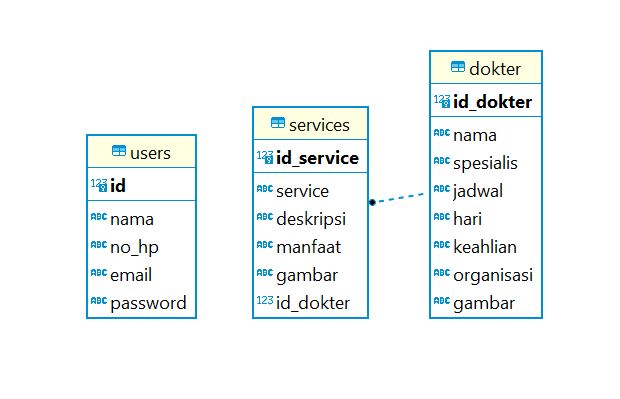 users
123 id
ABC nama
ABC no_hp
ABC email
ABC password
services
123 id_service
ABC service
ABC deskripsi
ABC manfaat
ABC gambar
123 id_dokter
dokter
123 id_dokter
ABC nama
ABC spesialis
ABC jadwal
ABC hari
ABC keahlian
ABC organisasi
ABC gambar